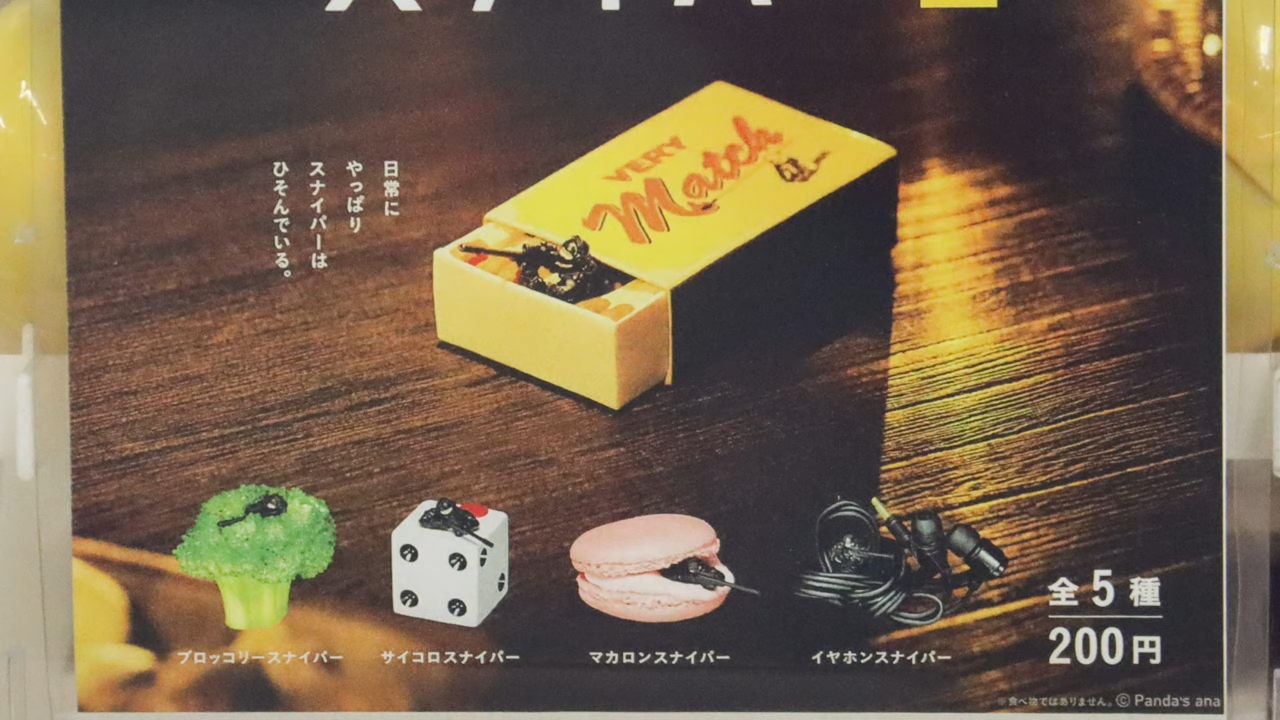 VERY
Match
日常に
やっぱり
スナイパーは
ひそんでいる。
ブロッコリースナイパー
サイコロスナイパー
マカロンスナイパー
イヤホンスナイパー
全5種
200円
※食べ物ではありません。© Panda's ana